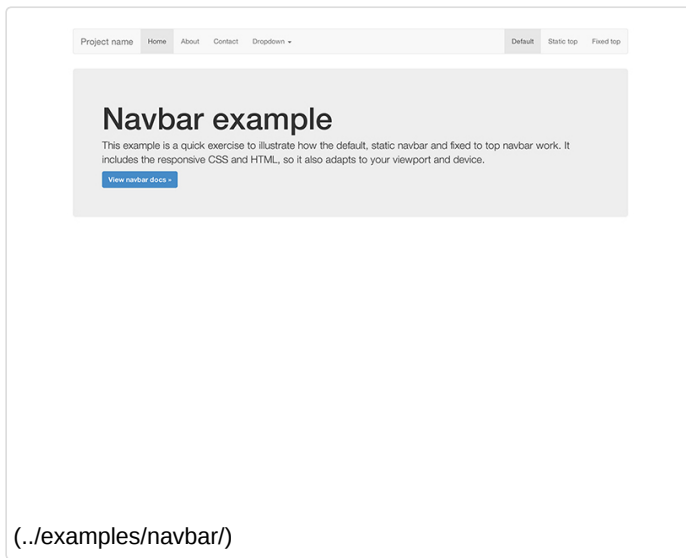 Project name Home About Contact Dropdown Default Static top Fixed top
Navbar example
This example is a quick exercise to illustrate how the default, static navbar and fixed to top navbar work. It
includes the responsive CSS and HTML, so it also adapts to your viewport and device.
View navbar docs »
(../examples/navbar/)